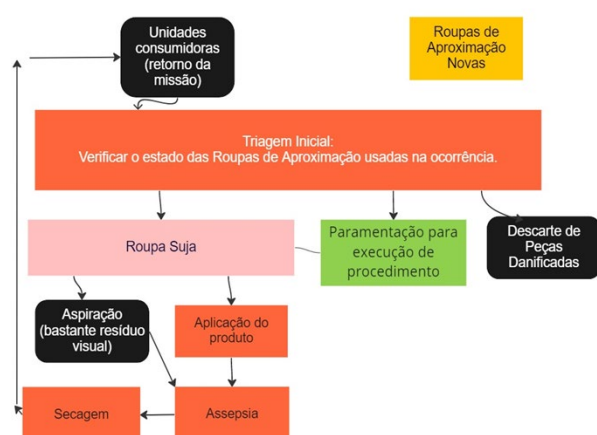 Unidades
consumidoras
(retorno da
missão)
Roupas de
Aproximação
Novas
Triagem Inicial:
Verificar o estado das Roupas de Aproximação usadas na ocorrência.
Roupa Suja
Paramentação para
execução de
procedimento
Descarte de
Peças
Danificadas
Aspiração
(bastante resíduo
visual)
Aplicação do
produto
Secagem
Assepsia